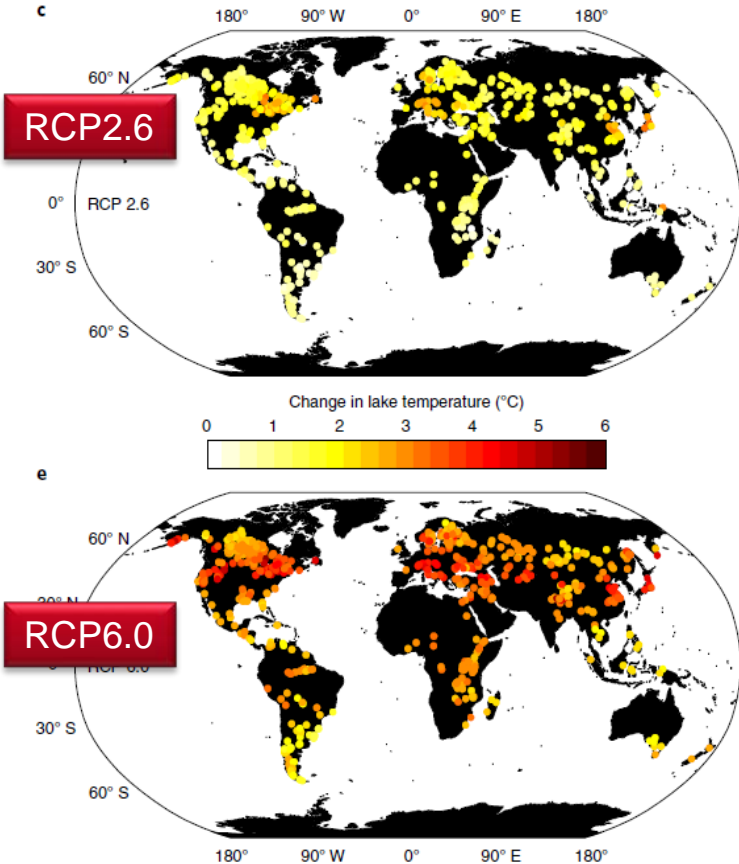 c
180° 90° W 0° 90° E 180°
60° N
RCP2.6
0° RCP 2.6
30° S
60° S
Change in lake temperature (°C)
0 1 2 3 4 5 6
e
60° N
RCP6.0
30° S
60° S
180° 90° W 0° 90° E 180°